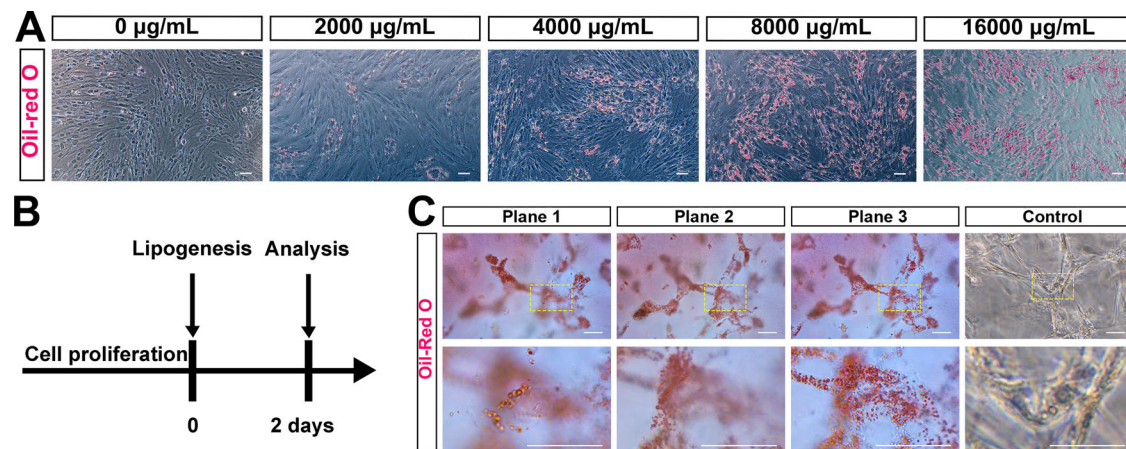 A
0 µg/mL
2000 µg/mL
4000 µg/mL
8000 µg/mL
16000 µg/mL
Oil-red O
B
Lipogenesis
Analysis
Cell proliferation
0
2 days
C
Plane 1
Plane 2
Plane 3
Control
Oil-Red O